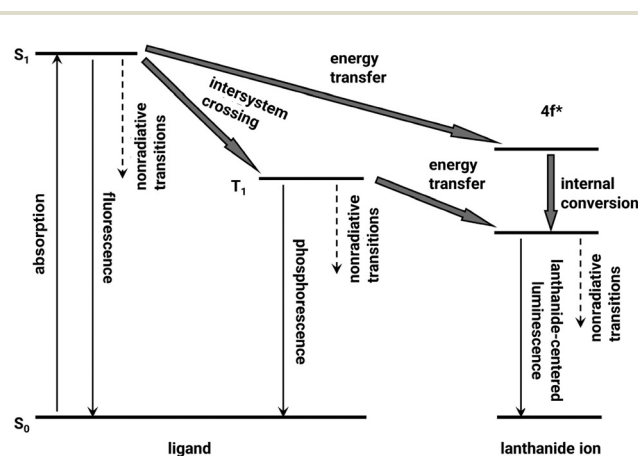 S1
energy
transfer
intersystem
crossing
4f*
nonradiative
transitions
T1
energy
transfer
internal
conversion
absorption
fluorescence
phosphorescence
nonradiative
transitions
lanthanide-centered
luminescence
nonradiative
transitions
S0
ligand
lanthanide ion